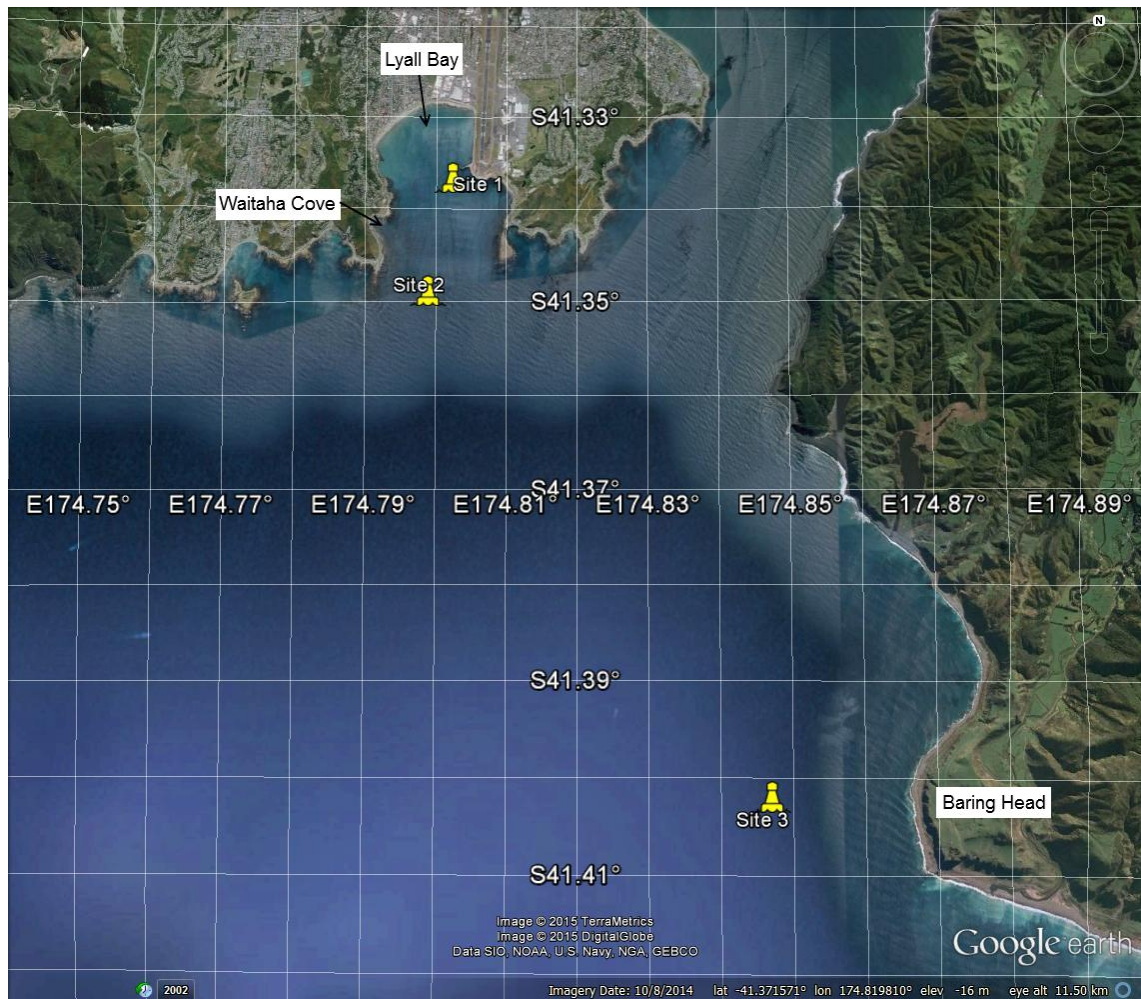 N
Lyall Bay
S41.33°
Site 1
Waitaha Cove
Site 2
S41.35°
S41.37°
E174.75° E174.77° E174.79° E174.81° E174.83° E174.85° E174.87° E174.89°
S41.39°
Baring Head
Site 3
S41.41°
Image © 2015 TerraMetrics
Image © 2015 DigitalGlobe
Data SIO, NOAA, U.S. Navy, NGA, GEBCO
Google earth
2002
Imagery Date: 10/8/2014 lat -41.371571° lon 174.819810° elev -16 m eye alt 11.50 km